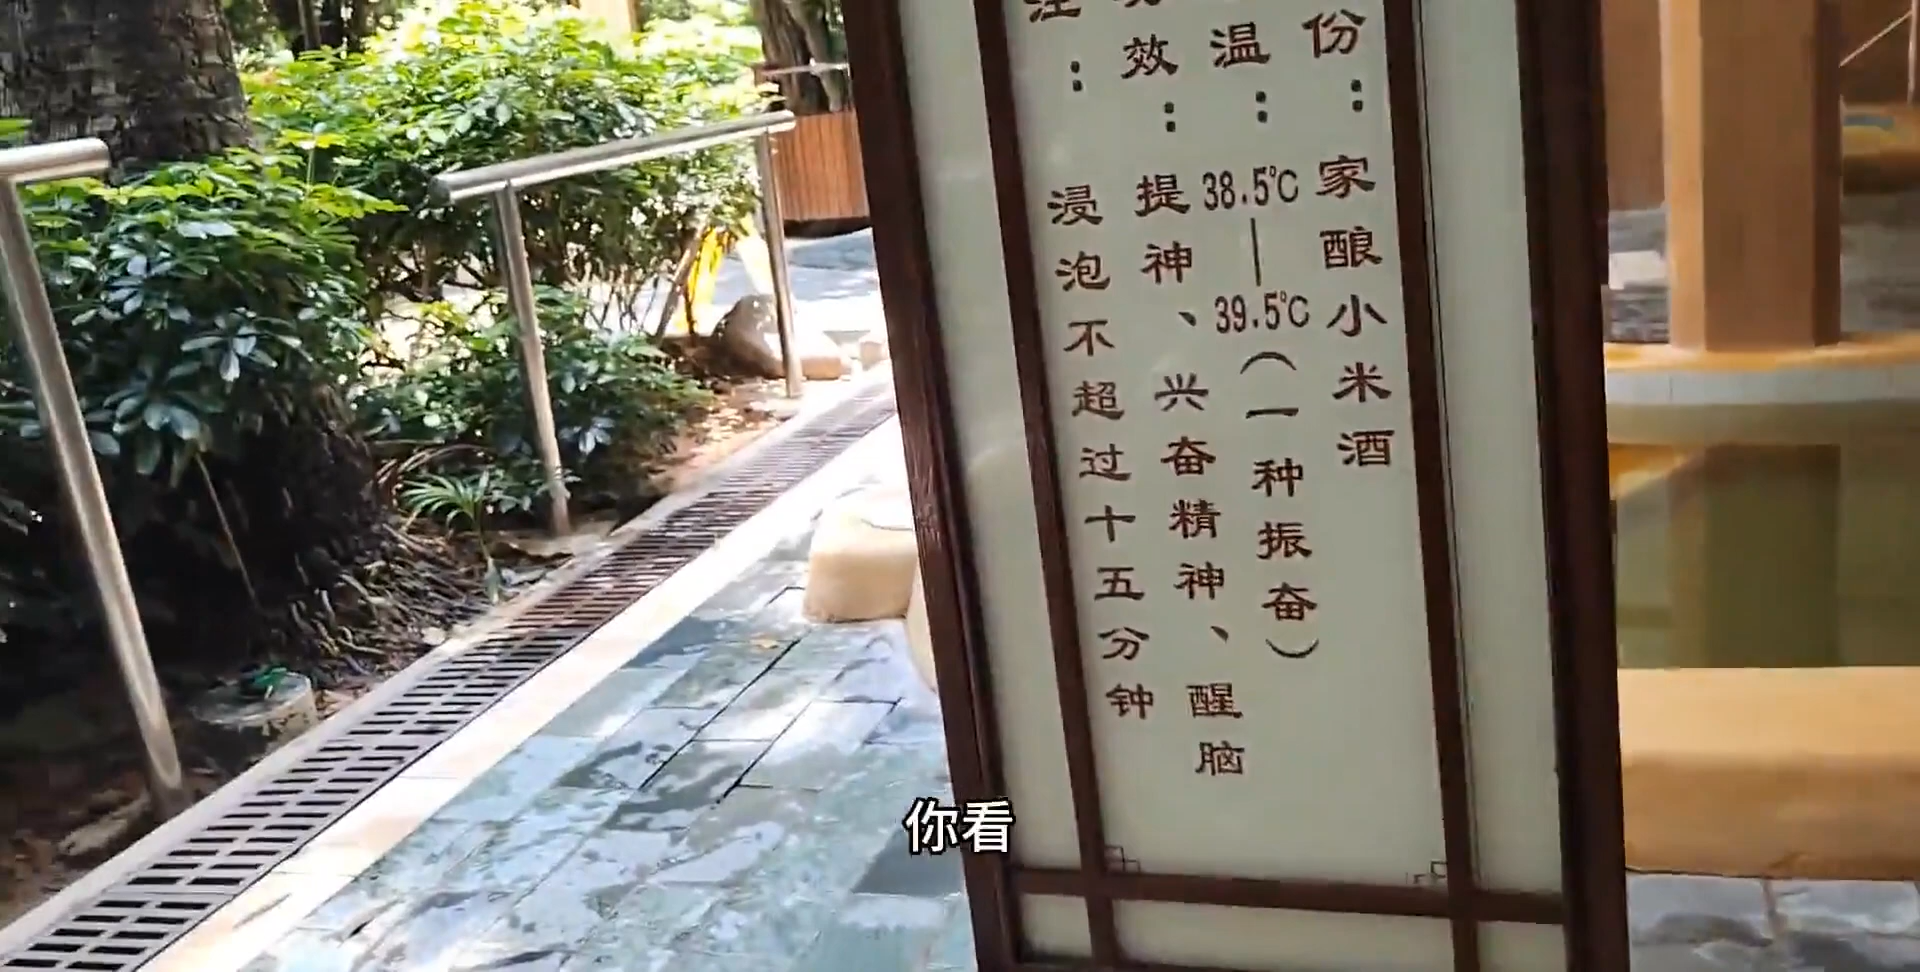 份：家酿小米酒
温：38.5℃—39.5℃（一种振奋）
效：提神、兴奋精神、醒脑
注：浸泡不超过十五分钟
你看